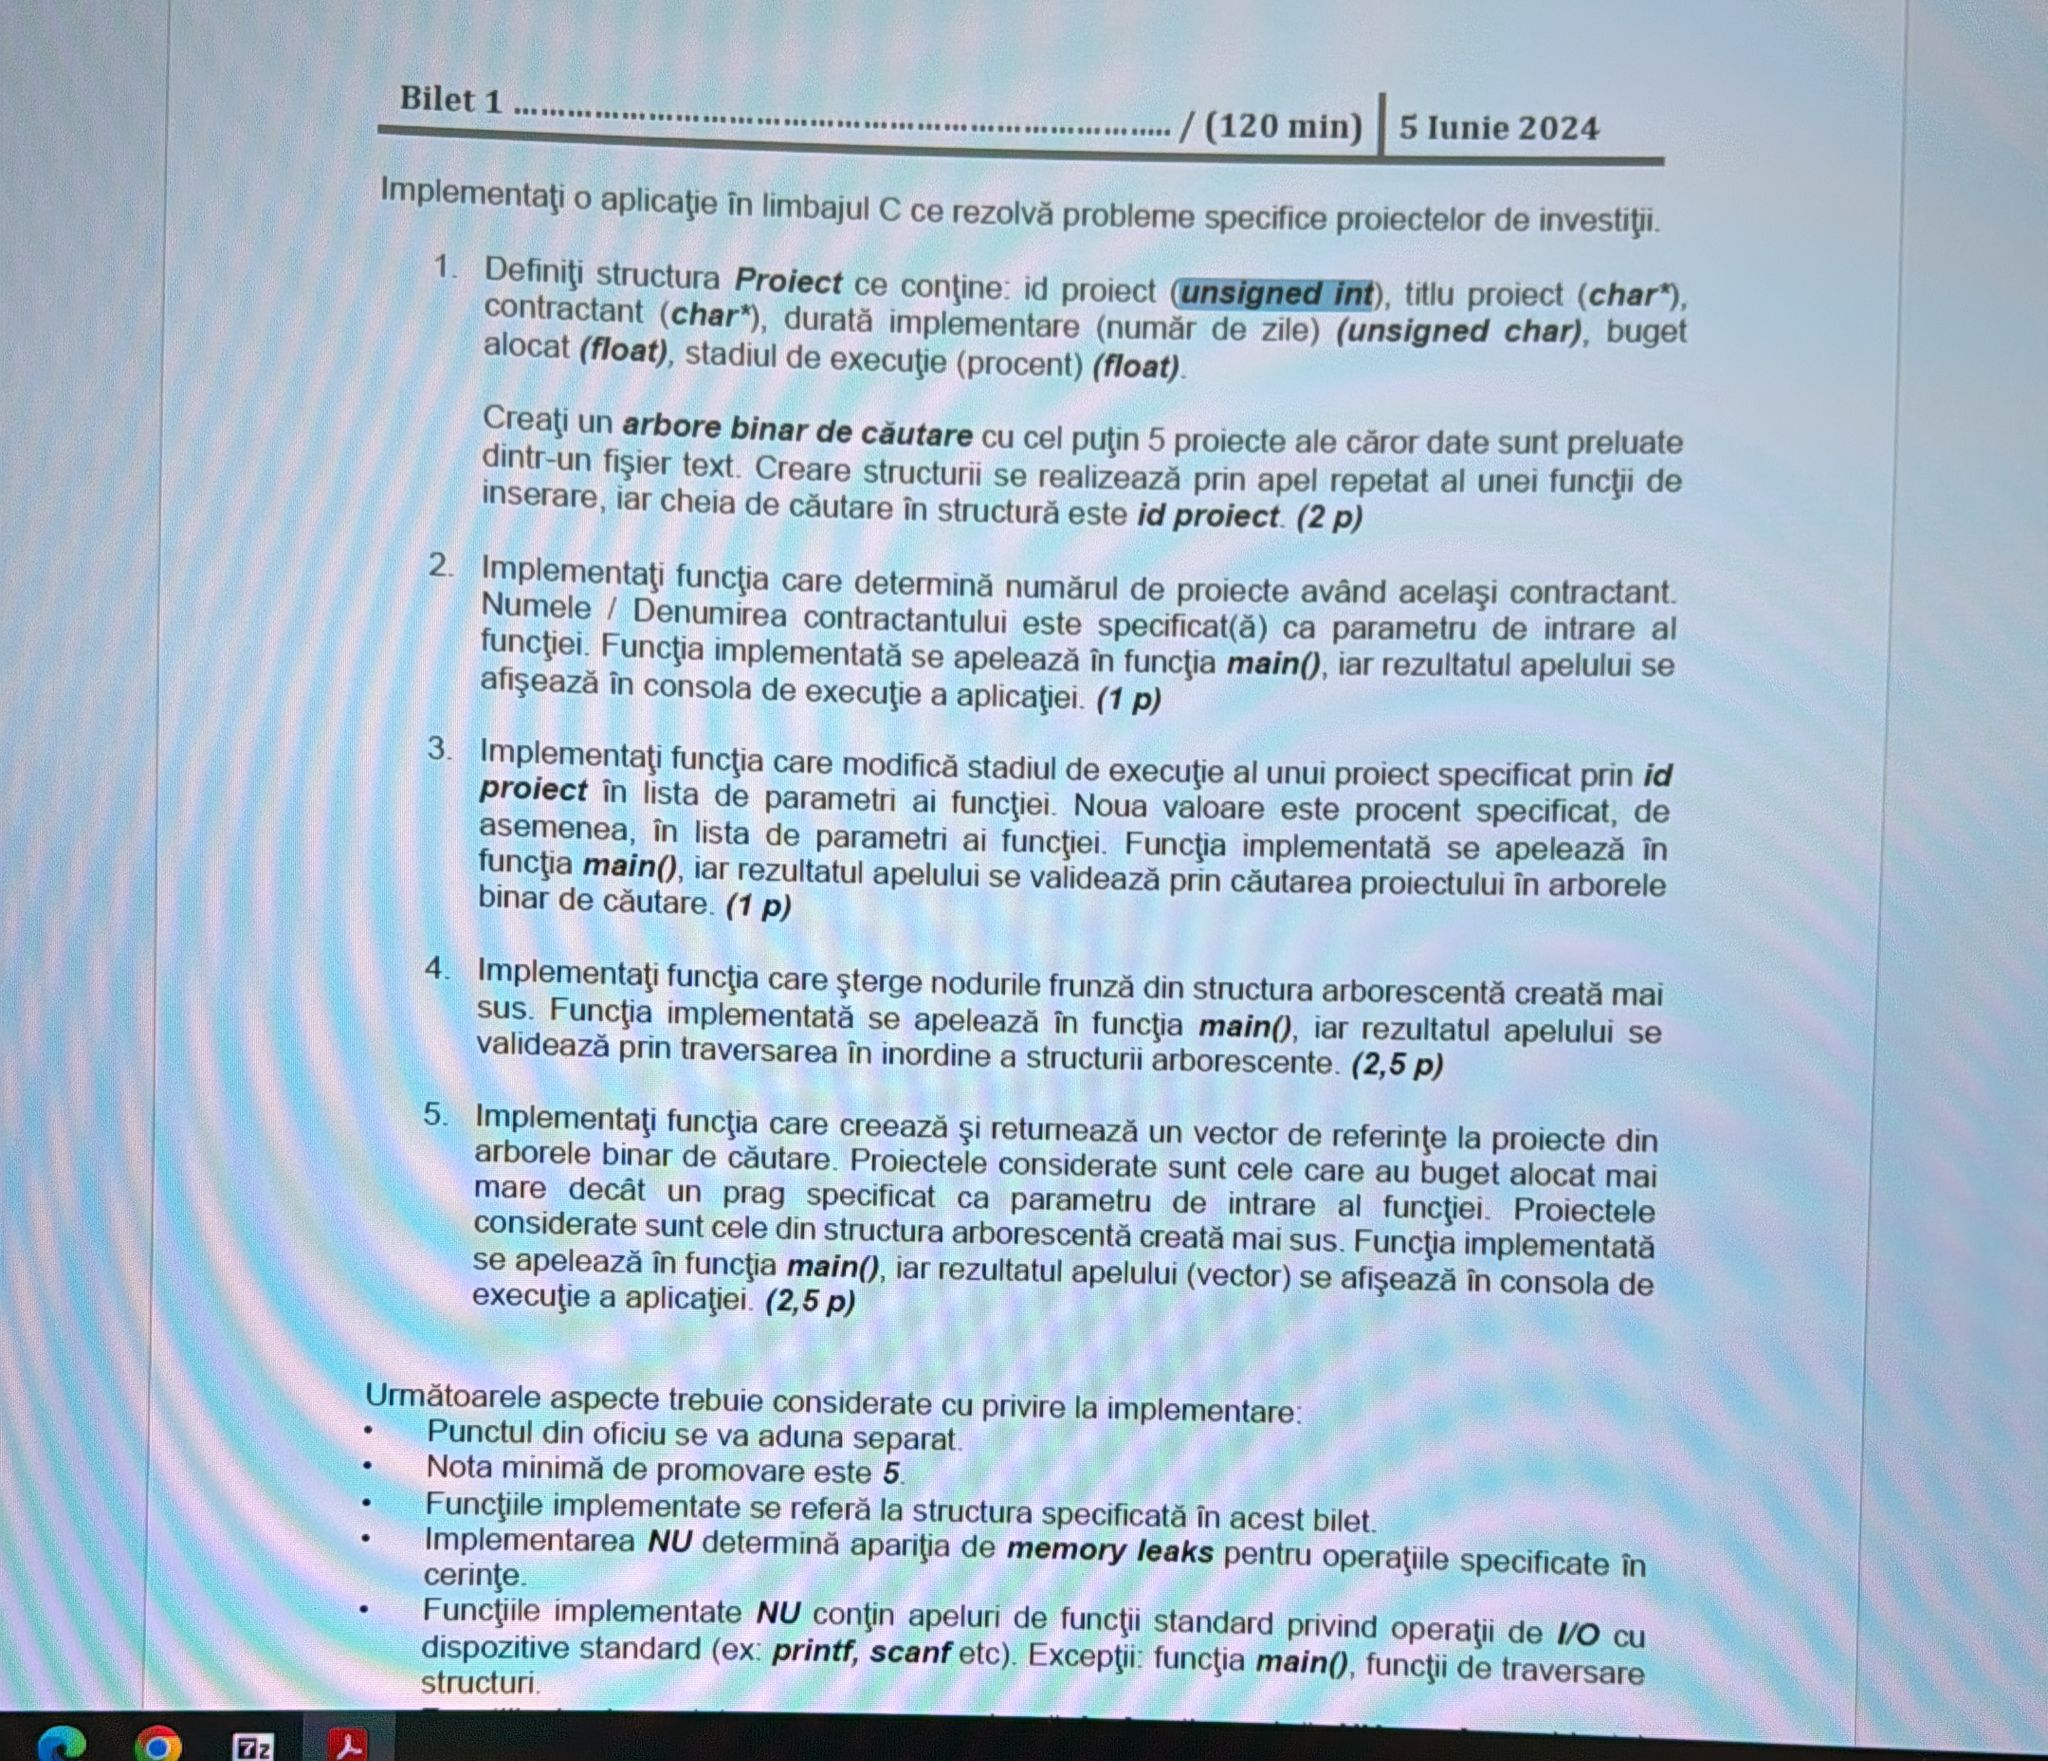 Bilet 1 ........................................................................ / (120 min) 5 Iunie 2024
Implementaţi o aplicaţie în limbajul C ce rezolvă probleme specifice proiectelor de investiţii.
1. Definiţi structura Proiect ce conţine: id proiect (unsigned int), titlu proiect (char*),
contractant (char*), durată implementare (număr de zile) (unsigned char), buget
alocat (float), stadiul de execuţie (procent) (float).
Creaţi un arbore binar de căutare cu cel puţin 5 proiecte ale căror date sunt preluate
dintr-un fişier text. Creare structurii se realizează prin apel repetat al unei funcţii de
inserare, iar cheia de căutare în structură este id proiect. (2 p)
2. Implementaţi funcţia care determină numărul de proiecte având acelaşi contractant.
Numele / Denumirea contractantului este specificat(ă) ca parametru de intrare al
funcţiei. Funcţia implementată se apelează în funcţia main(), iar rezultatul apelului se
afişează în consola de execuţie a aplicaţiei. (1 p)
3. Implementaţi funcţia care modifică stadiul de execuţie al unui proiect specificat prin id
proiect în lista de parametri ai funcţiei. Noua valoare este procent specificat, de
asemenea, în lista de parametri ai funcţiei. Funcţia implementată se apelează în
funcţia main(), iar rezultatul apelului se validează prin căutarea proiectului în arborele
binar de căutare. (1 p)
4. Implementaţi funcţia care şterge nodurile frunză din structura arborescentă creată mai
sus. Funcţia implementată se apelează în funcţia main(), iar rezultatul apelului se
validează prin traversarea în inordine a structurii arborescente. (2,5 p)
5. Implementaţi funcţia care creează şi returnează un vector de referinţe la proiecte din
arborele binar de căutare. Proiectele considerate sunt cele care au buget alocat mai
mare decât un prag specificat ca parametru de intrare al funcţiei. Proiectele
considerate sunt cele din structura arborescentă creată mai sus. Funcţia implementată
se apelează în funcţia main(), iar rezultatul apelului (vector) se afişează în consola de
execuţie a aplicaţiei. (2,5 p)
Următoarele aspecte trebuie considerate cu privire la implementare:
• Punctul din oficiu se va aduna separat.
• Nota minimă de promovare este 5.
• Funcţiile implementate se referă la structura specificată în acest bilet.
• Implementarea NU determină apariţia de memory leaks pentru operaţiile specificate în
cerinţe.
• Funcţiile implementate NU conţin apeluri de funcţii standard privind operaţii de I/O cu
dispozitive standard (ex: printf, scanf etc). Excepţii: funcţia main(), funcţii de traversare
structuri.
7z